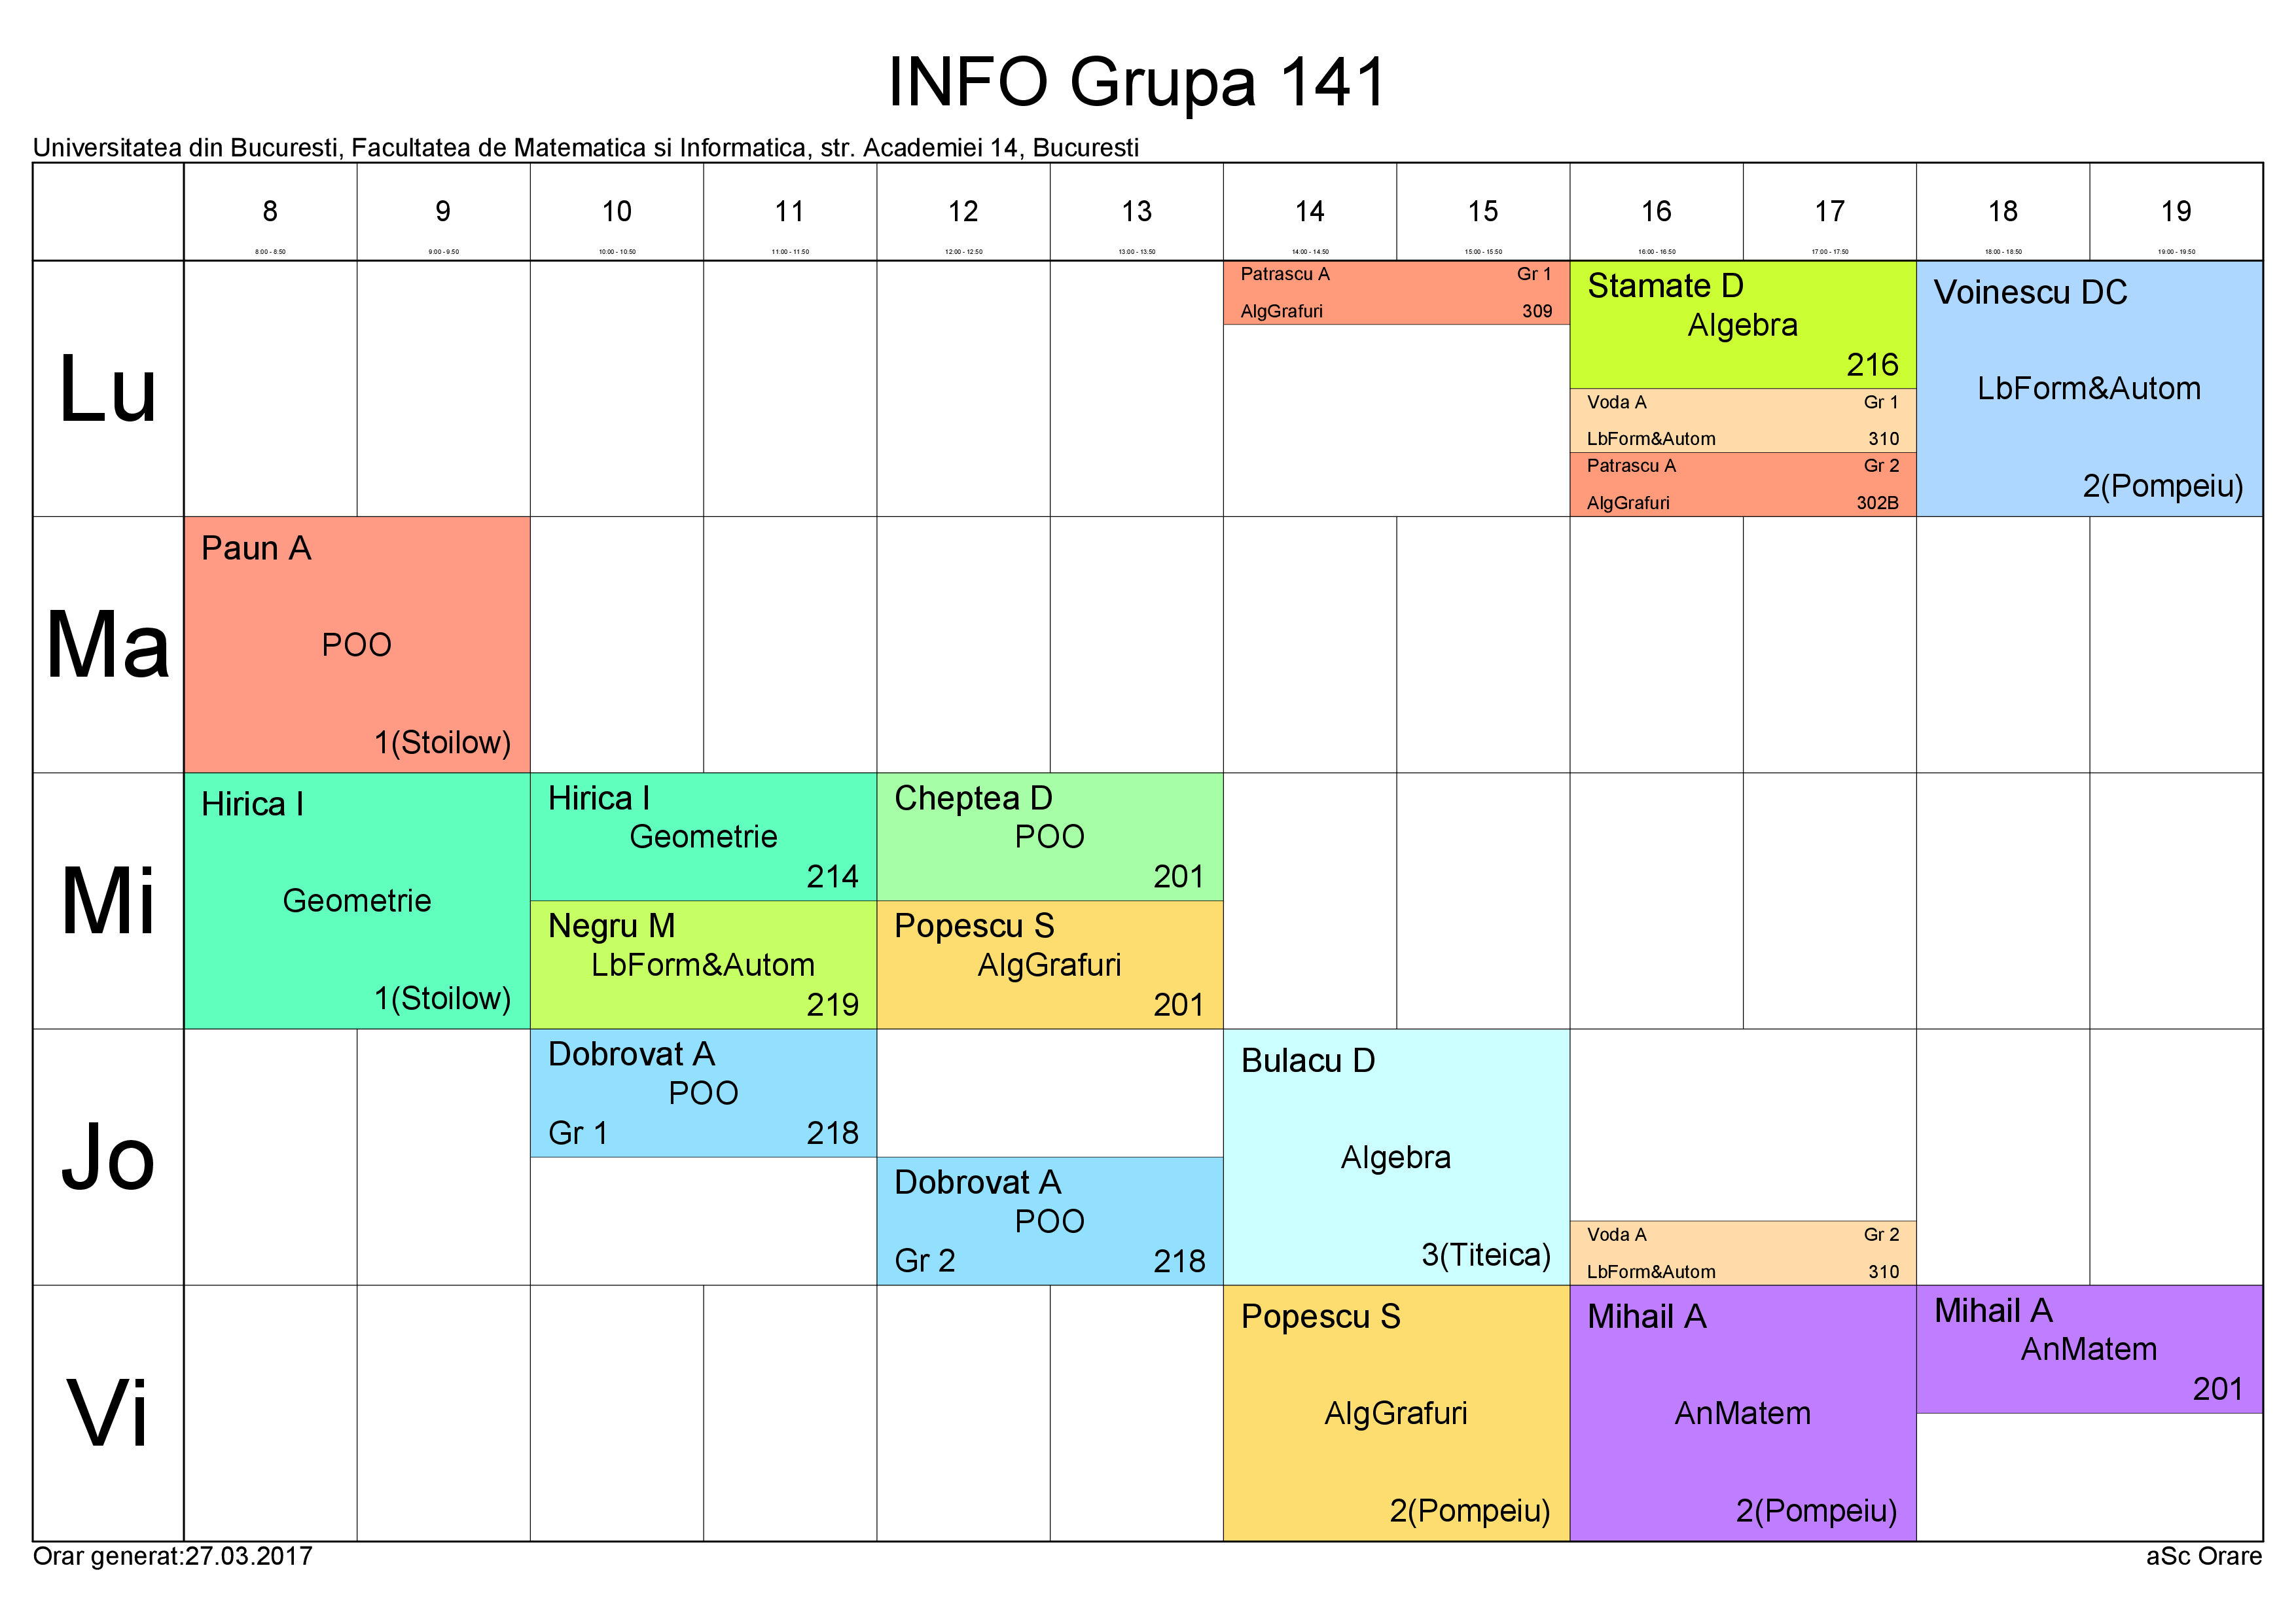 INFO Grupa 141
Universitatea din Bucuresti, Facultatea de Matematica si Informatica, str. Academiei 14, Bucuresti
8 9 10 11 12 13 14 15 16 17 18 19
8:00 - 8:50 9:00 - 9:50 10:00 - 10:50 11:00 - 11:50 12:00 - 12:50 13:00 - 13:50 14:00 - 14:50 15:00 - 15:50 16:00 - 16:50 17:00 - 17:50 18:00 - 18:50 19:00 - 19:50
Lu
Patrascu A Gr 1
AlgGrafuri 309
Stamate D
Algebra
216
Voda A Gr 1
LbForm&Autom 310
Patrascu A Gr 2
AlgGrafuri 302B
Voinescu DC
LbForm&Autom
2(Pompeiu)
Ma
Paun A
POO
1(Stoilow)
Mi
Hirica I
Geometrie
1(Stoilow)
Hirica I
Geometrie
214
Negru M
LbForm&Autom
219
Cheptea D
POO
201
Popescu S
AlgGrafuri
201
Jo
Dobrovat A
POO
Gr 1 218
Dobrovat A
POO
Gr 2 218
Bulacu D
Algebra
3(Titeica)
Voda A Gr 2
LbForm&Autom 310
Vi
Popescu S
AlgGrafuri
2(Pompeiu)
Mihail A
AnMatem
2(Pompeiu)
Mihail A
AnMatem
201
Orar generat:27.03.2017
aSc Orare